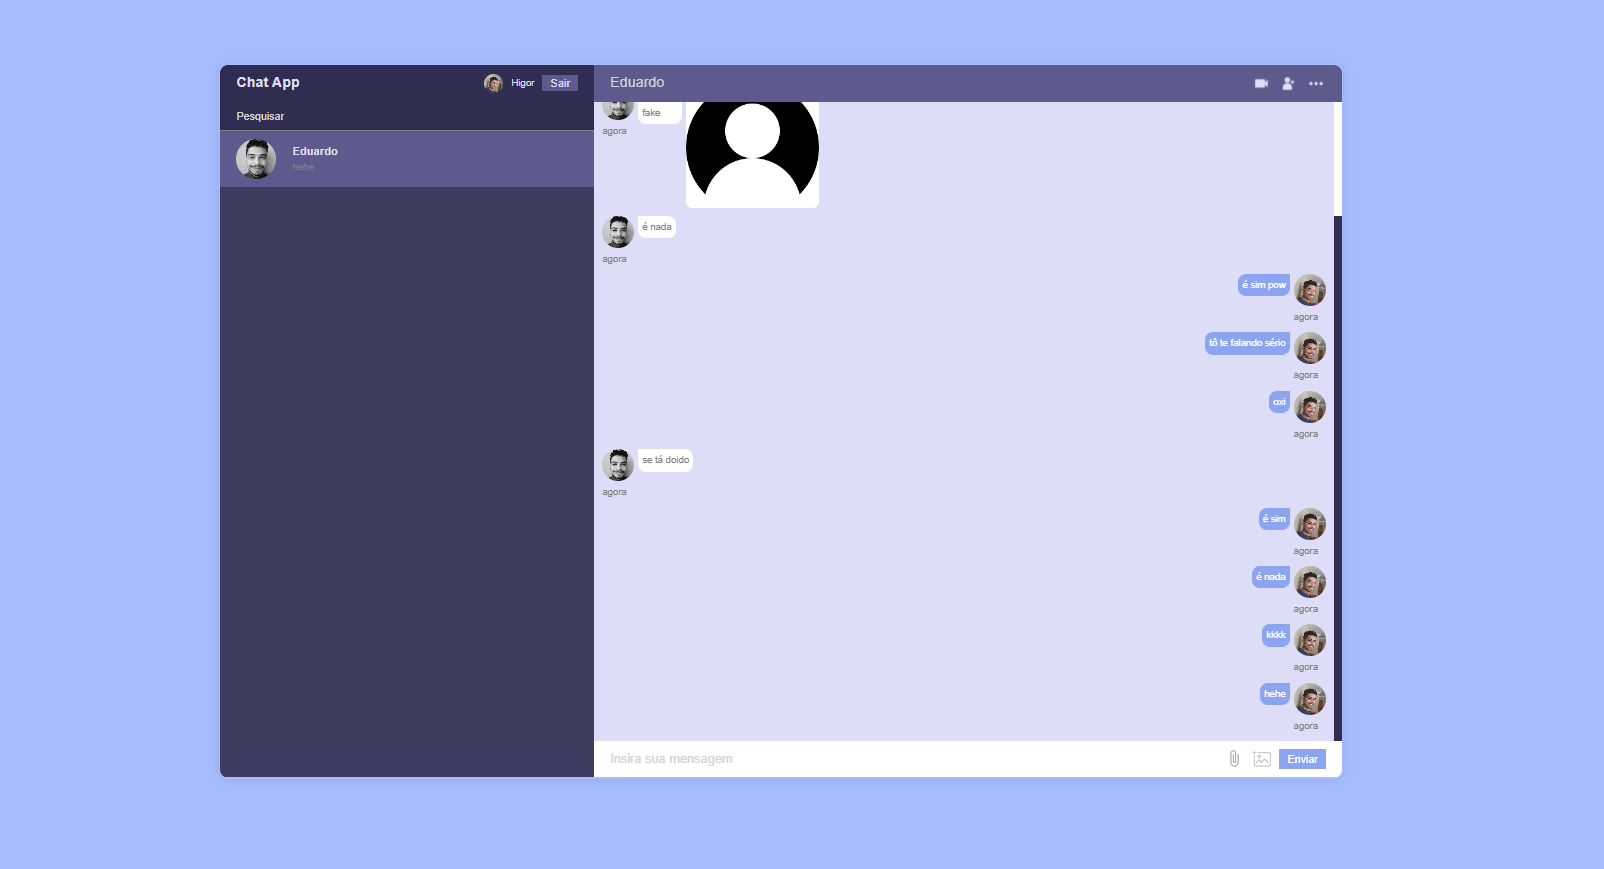 Chat App
Higor
Sair
Pesquisar
Eduardo
hehe
Eduardo
fake
agora
é nada
agora
é sim pow
agora
tô te falando sério
agora
oxi
agora
se tá doido
agora
é sim
agora
é nada
agora
kkkk
agora
hehe
agora
Insira sua mensagem
Enviar